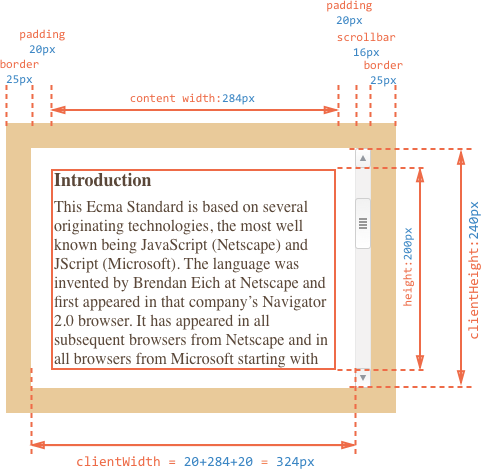 padding
20px
scrollbar
16px
border
25px
padding
20px
border
25px
content width:284px
Introduction
This Ecma Standard is based on several
originating technologies, the most well
known being JavaScript (Netscape) and
JScript (Microsoft). The language was
invented by Brendan Eich at Netscape and
first appeared in that company’s Navigator
2.0 browser. It has appeared in all
subsequent browsers from Netscape and in
all browsers from Microsoft starting with
height:200px
clientHeight:240px
clientWidth = 20+284+20 = 324px